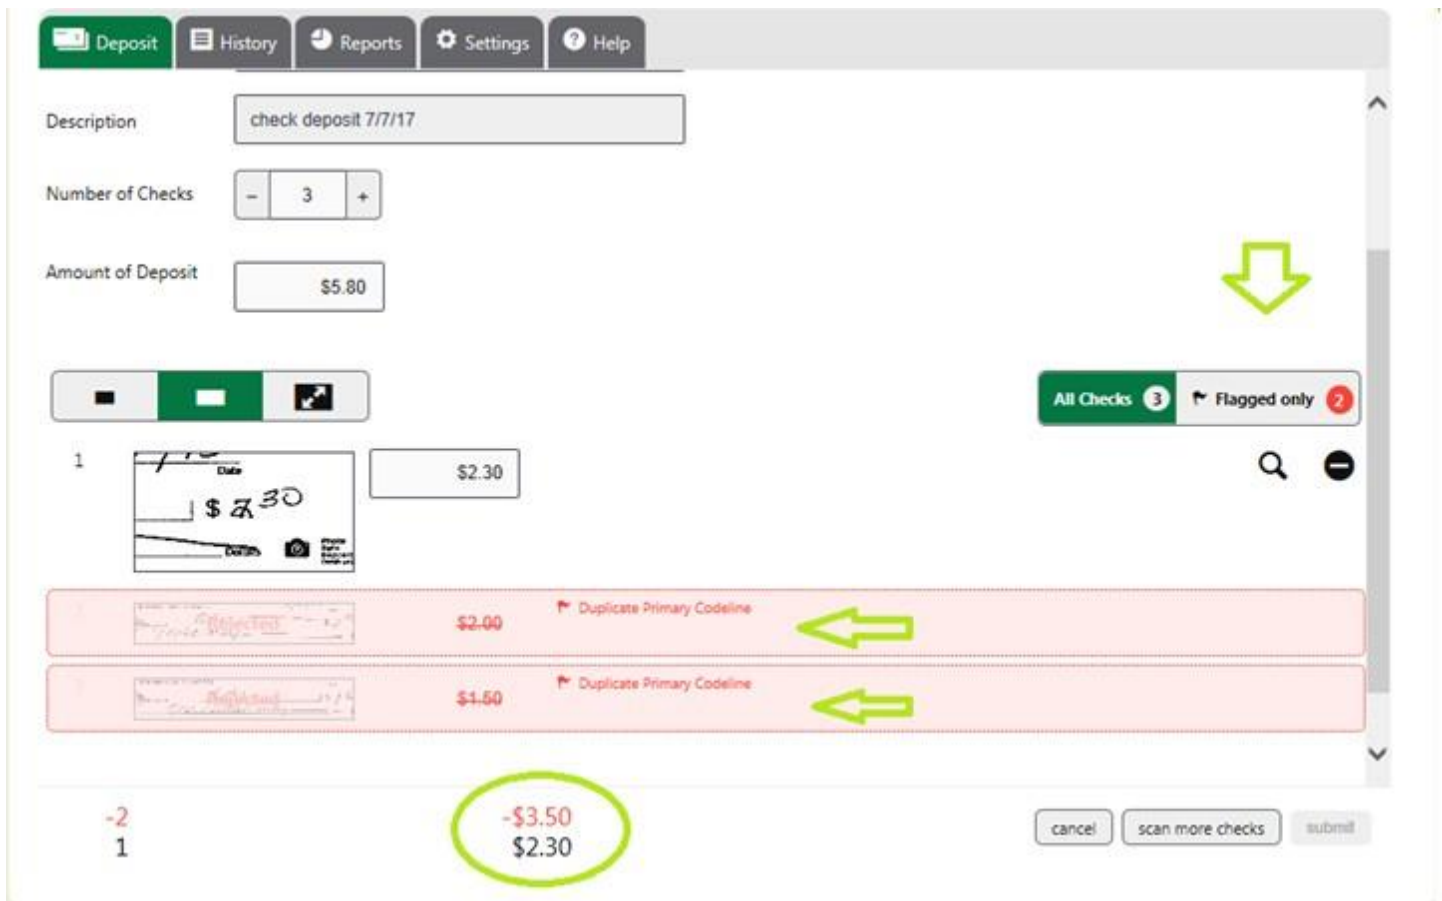 Deposit History Reports Settings Help
Description check deposit 7/7/17
Number of Checks - 3 +
Amount of Deposit $5.80
All Checks 3 Flagged only 2
1 Date $2.30
$ 2.30
Rejected $2.00 Duplicate Primary Codeline
Rejected $1.50 Duplicate Primary Codeline
-2 -$3.50
1 $2.30
cancel scan more checks submit